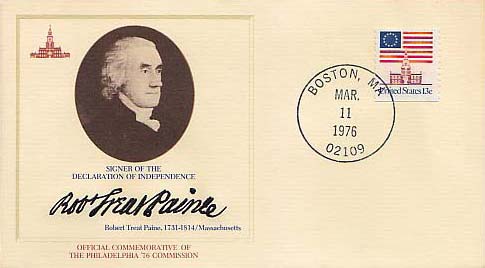 SIGNER OF THE
DECLARATION OF INDEPENDENCE
Robt Treat Paine
Robert Treat Paine, 1731-1814/Massachusetts
OFFICIAL COMMEMORATIVE OF
THE PHILADELPHIA '76 COMMISSION
BOSTON, MA
MAR.
11
1976
02109
United States 13c